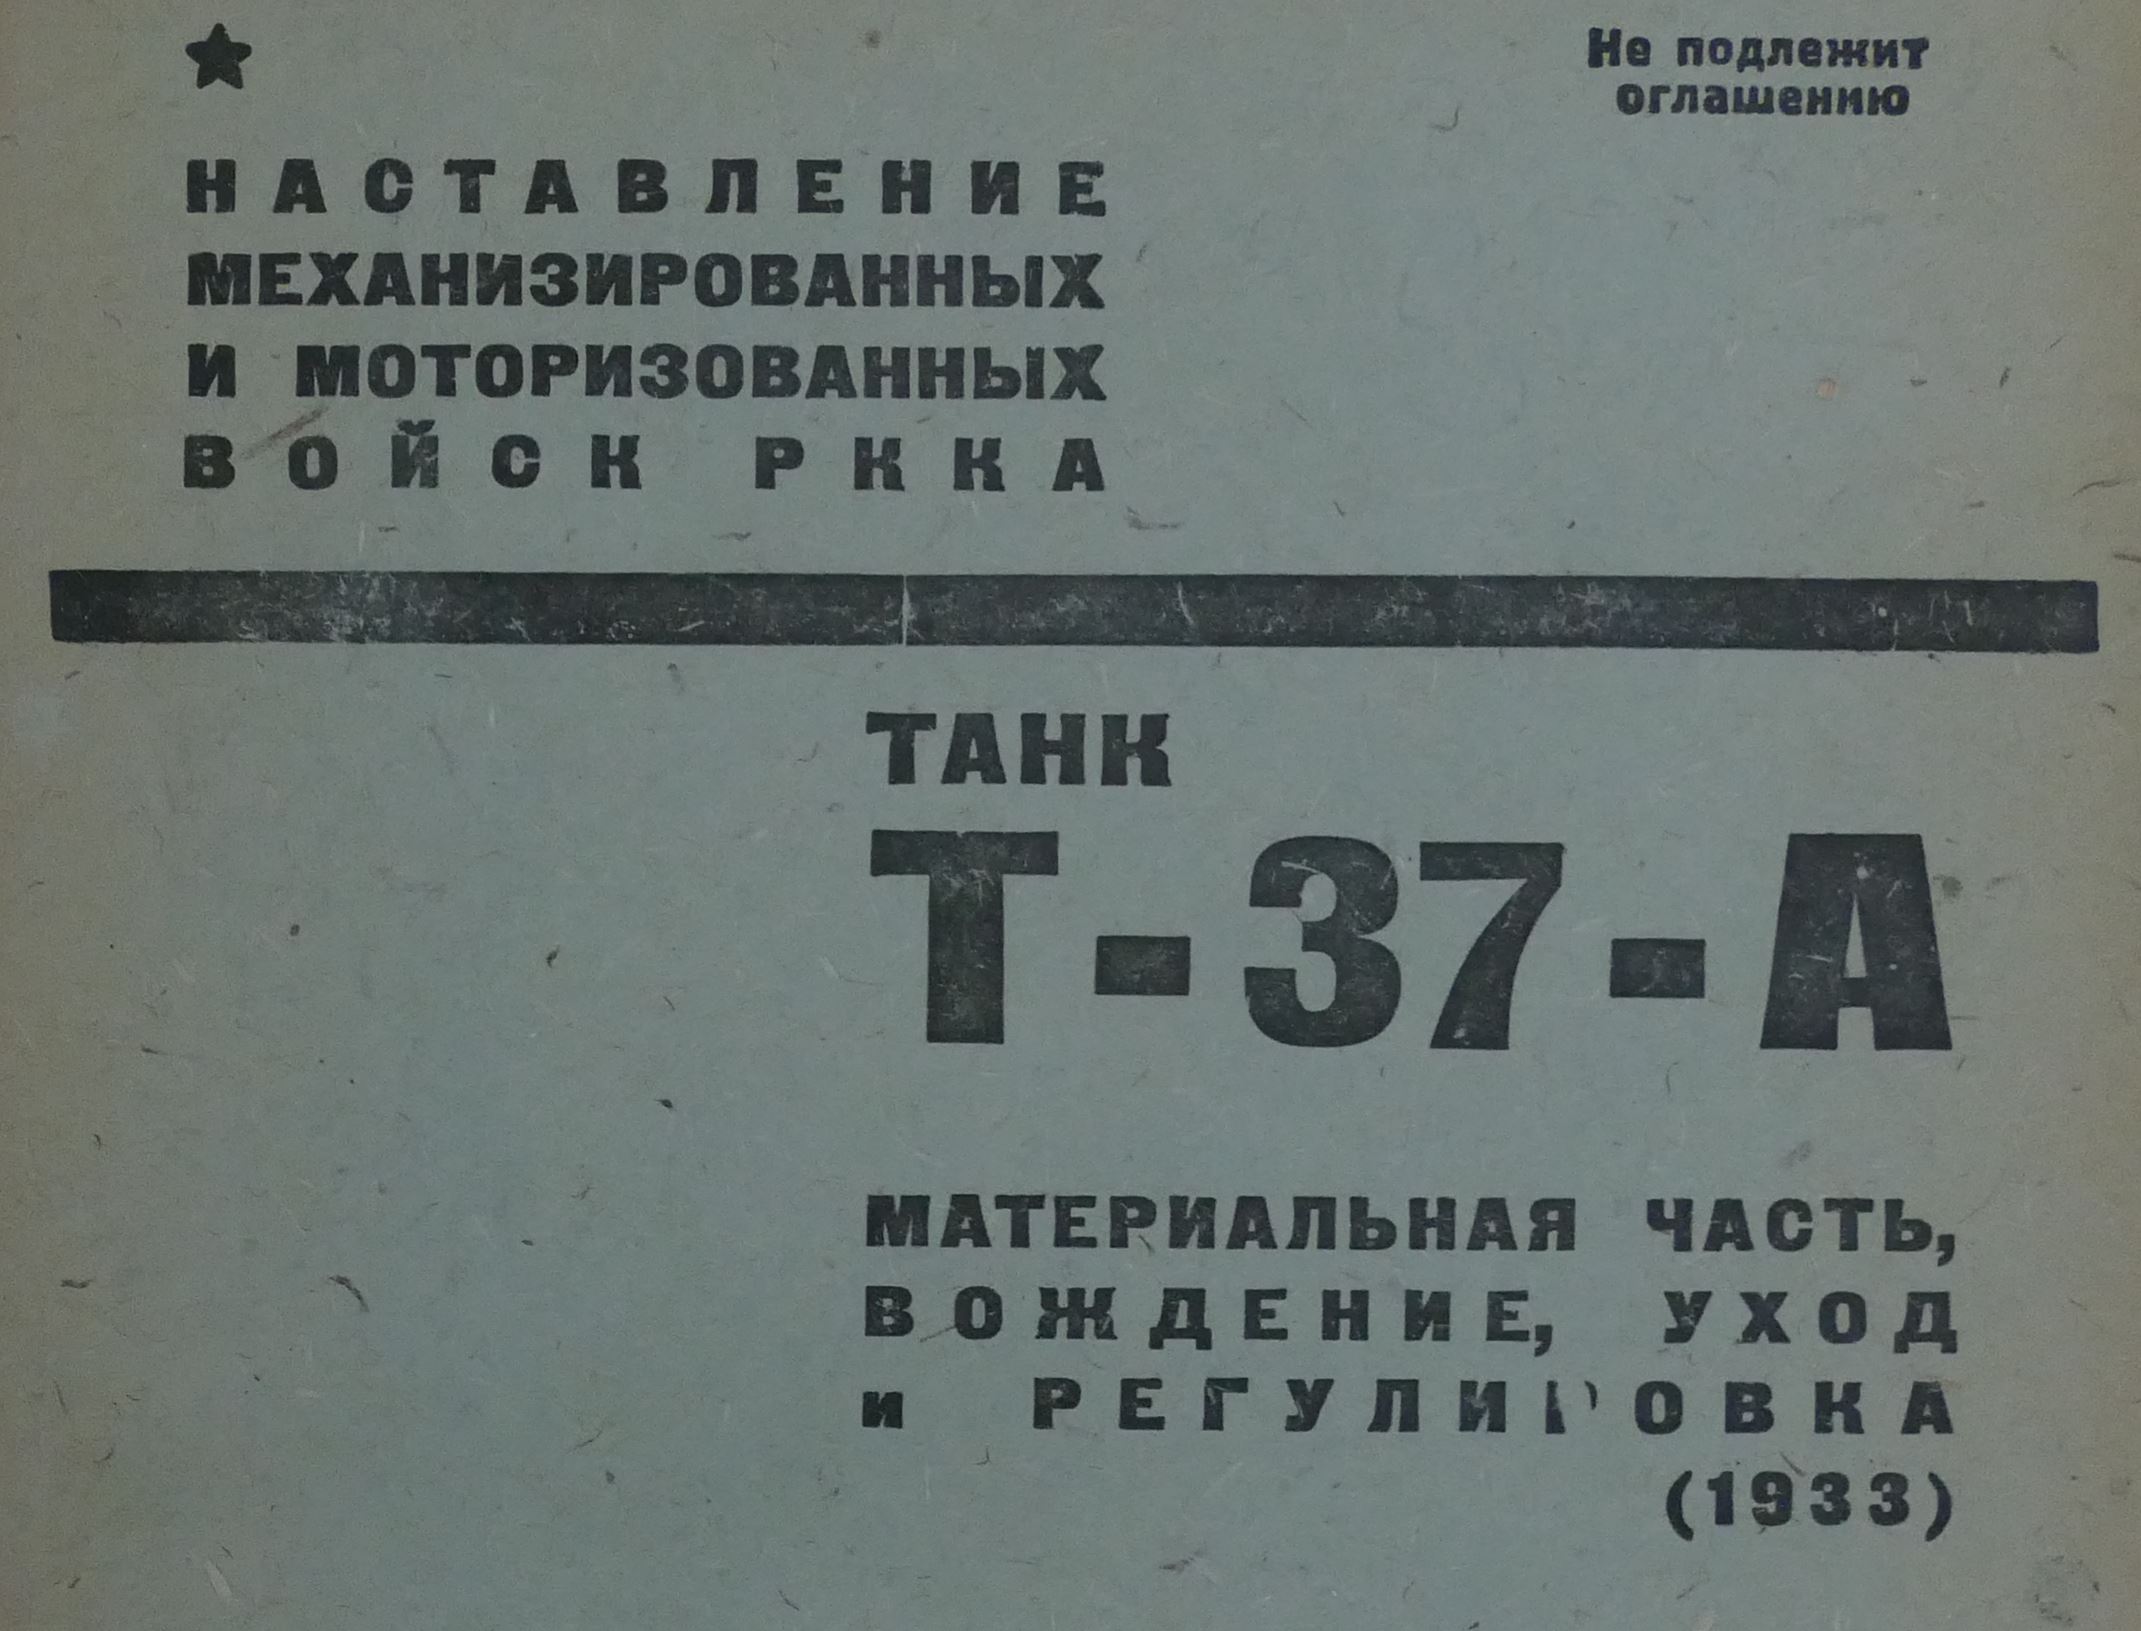 Не подлежит
оглашению
НАСТАВЛЕНИЕ
МЕХАНИЗИРОВАННЫХ
И МОТОРИЗОВАННЫХ
ВОЙСК РККА
ТАНК
Т-37-А
МАТЕРИАЛЬНАЯ ЧАСТЬ,
ВОЖДЕНИЕ, УХОД
и РЕГУЛИРОВКА
(1933)